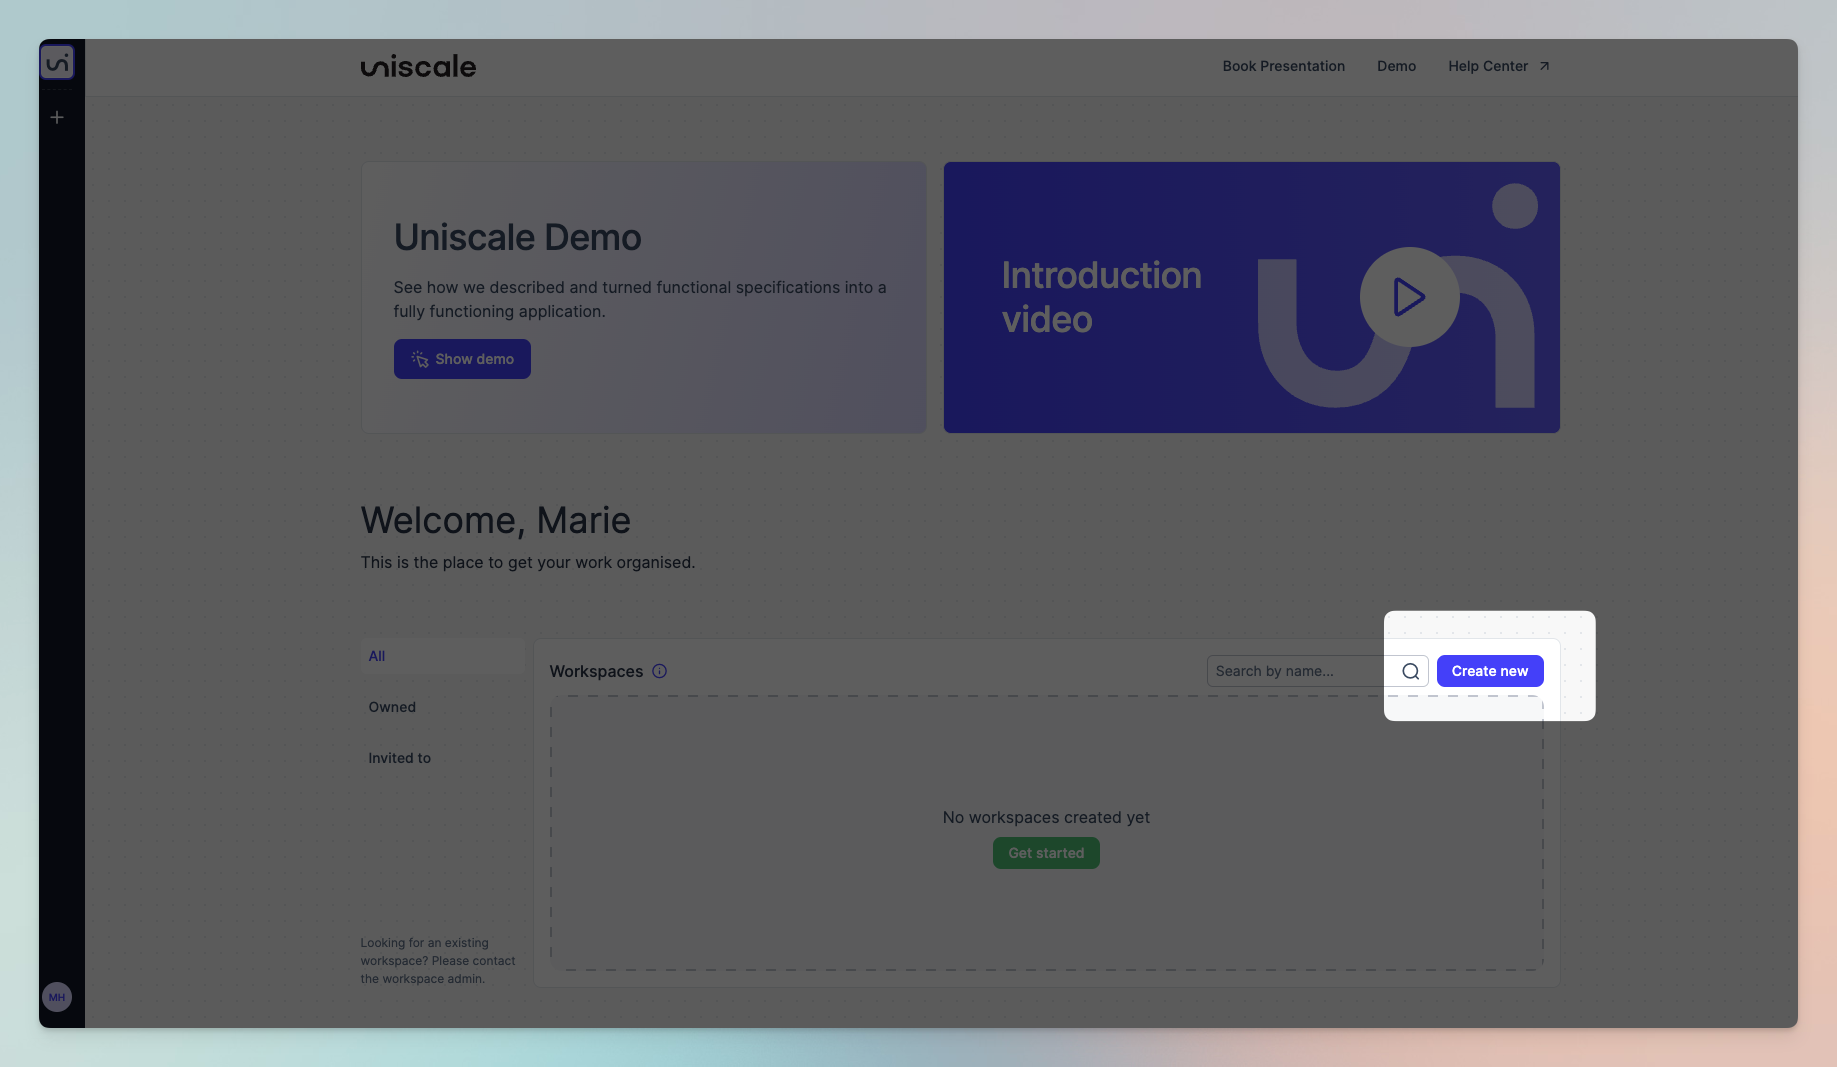 uniscale
Book Presentation
Demo
Help Center
Uniscale Demo
See how we described and turned functional specifications into a
fully functioning application.
Show demo
Introduction
video
Welcome, Marie
This is the place to get your work organised.
All
Owned
Invited to
Workspaces
Search by name...
Create new
No workspaces created yet
Get started
Looking for an existing
workspace? Please contact
the workspace admin.
MH